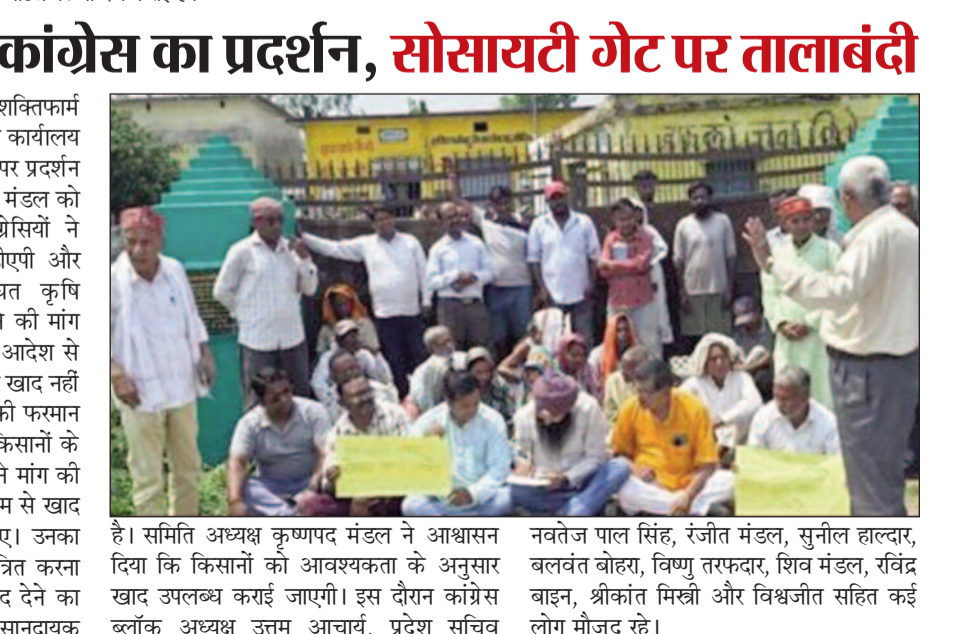 कांग्रेस का प्रदर्शन, सोसायटी गेट पर तालाबंदी
शक्तिफार्म
कार्यालय
पर प्रदर्शन
मंडल को
ग्रेसियों ने
और
कृषि
की मांग
आदेश से
खाद नहीं
फरमान
किसानों के
मांग की
से खाद
उनका
करना
देने का
है। समिति अध्यक्ष कृष्णपद मंडल ने आश्वासन
दिया कि किसानों को आवश्यकता के अनुसार
खाद उपलब्ध कराई जाएगी। इस दौरान कांग्रेस
ब्लॉक अध्यक्ष उत्तम आचार्य, प्रदेश सचिव
नवतेज पाल सिंह, रंजीत मंडल, सुनील हाल्दार,
बलवंत बोहरा, विष्णु तरफदार, शिव मंडल, रविंद्र
बाइन, श्रीकांत मिस्त्री और विश्वजीत सहित कई
लोग मौजूद रहे।